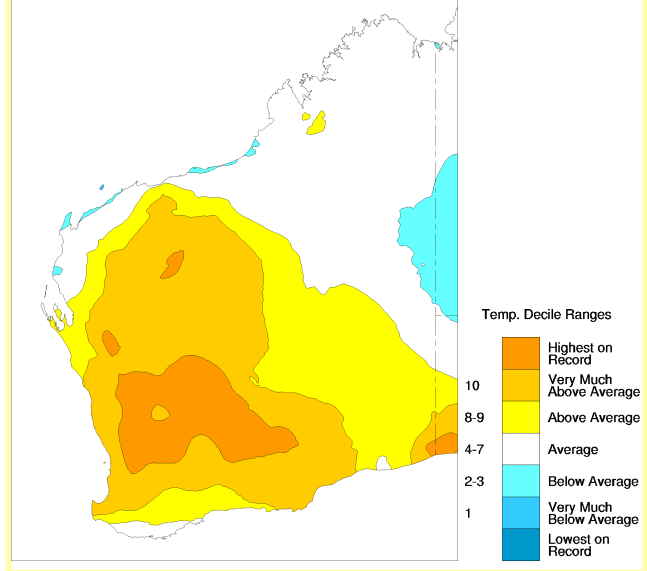 Temp. Decile Ranges
Highest on
Record
10
Very Much
Above Average
8-9
Above Average
4-7
Average
2-3
Below Average
1
Very Much
Below Average
Lowest on
Record